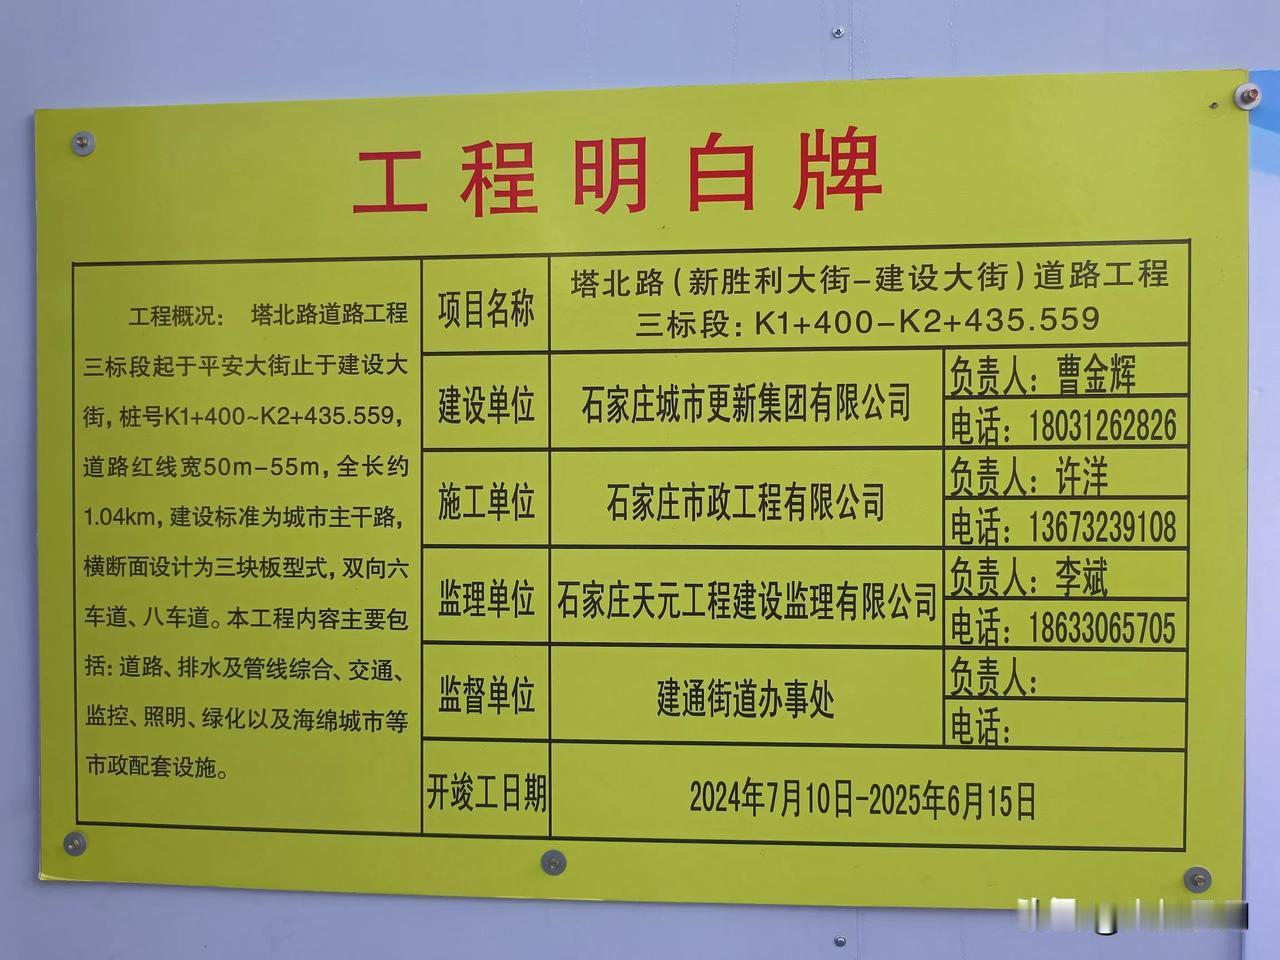 工程明白牌
工程概况： 塔北路道路工程
三标段起于平安大街止于建设大
街，桩号K1+400~K2+435.559，
道路红线宽50m-55m，全长约
1.04km，建设标准为城市主干路，
横断面设计为三块板型式，双向六
车道、八车道。本工程内容主要包
括：道路、排水及管线综合、交通、
监控、照明、绿化以及海绵城市等
市政配套设施。
项目名称
塔北路（新胜利大街-建设大街）道路工程
三标段：K1+400-K2+435.559
建设单位
石家庄城市更新集团有限公司
负责人：曹金辉
电话：18031262826
施工单位
石家庄市政工程有限公司
负责人：许洋
电话：13673239108
监理单位
石家庄天元工程建设监理有限公司
负责人：李斌
电话：18633065705
监督单位
建通街道办事处
负责人：
电话：
开竣工日期
2024年7月10日-2025年6月15日